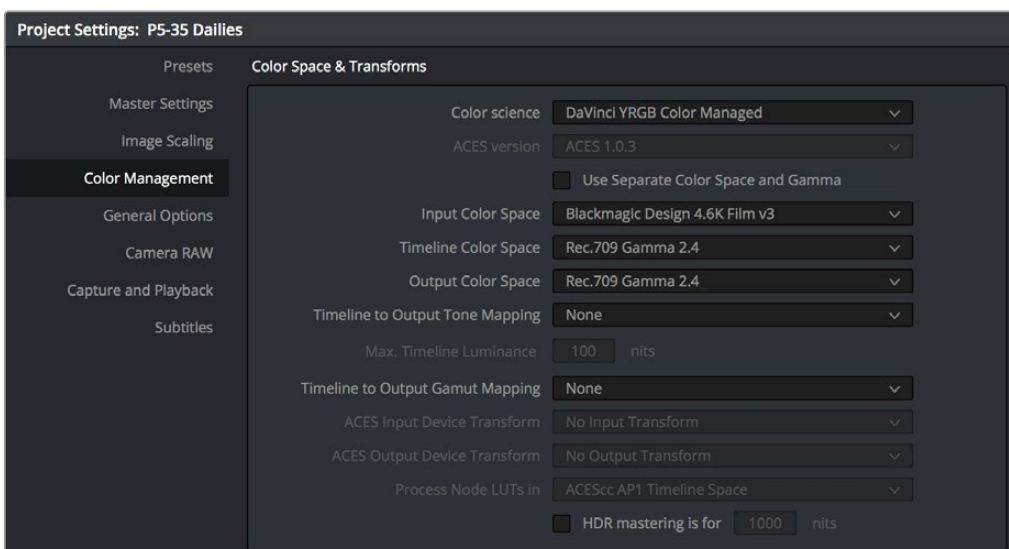 Project Settings: P5-35 Dailies
Presets
Master Settings
Image Scaling
Color Management
General Options
Camera RAW
Capture and Playback
Subtitles
Color Space & Transforms
Color science DaVinci YRGB Color Managed
ACES version ACES 1.0.3
Use Separate Color Space and Gamma
Input Color Space Blackmagic Design 4.6K Film v3
Timeline Color Space Rec.709 Gamma 2.4
Output Color Space Rec.709 Gamma 2.4
Timeline to Output Tone Mapping None
Max. Timeline Luminance 100 nits
Timeline to Output Gamut Mapping None
ACES Input Device Transform No Input Transform
ACES Output Device Transform No Output Transform
Process Node LUTs in ACEScc AP1 Timeline Space
HDR mastering is for 1000 nits